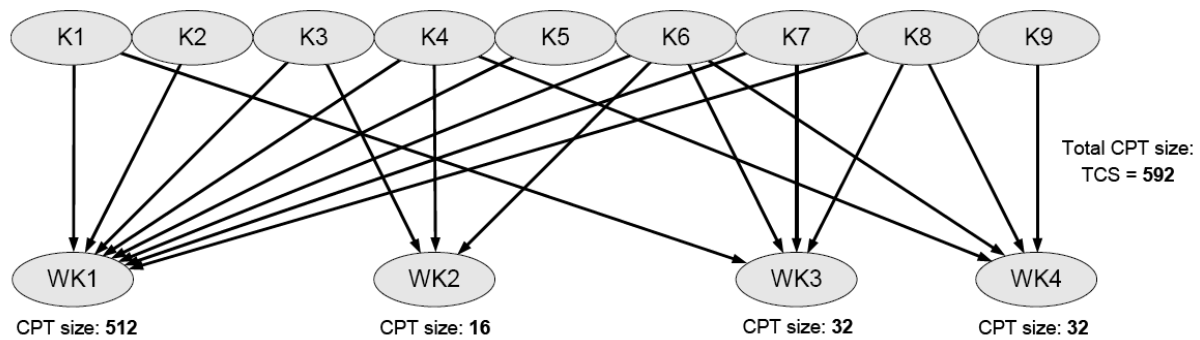 K1 K2 K3 K4 K5 K6 K7 K8 K9
Total CPT size:
TCS = 592
WK1 WK2 WK3 WK4
CPT size: 512 CPT size: 16 CPT size: 32 CPT size: 32